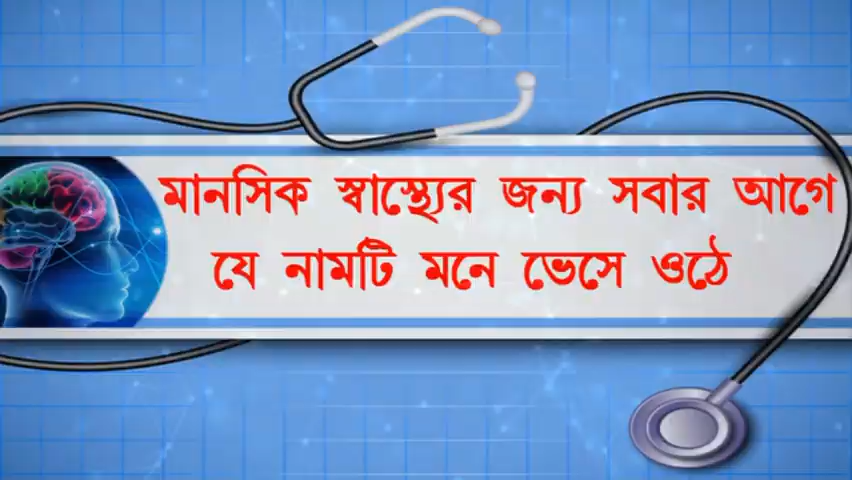 মানসিক স্বাস্থ্যের জন্য সবার আগে
যে নামটি মনে ভেসে ওঠে